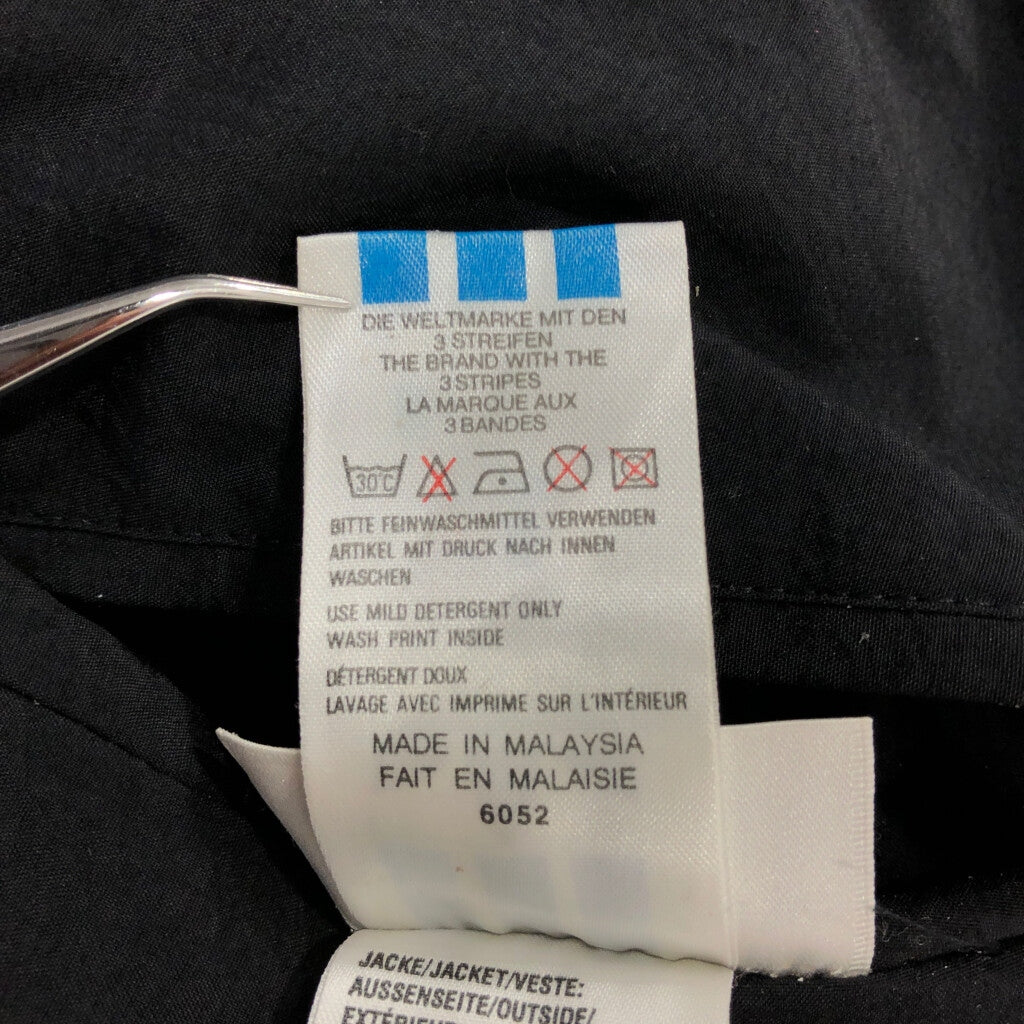 DIE WELTMARKE MIT DEN
3 STREIFEN
THE BRAND WITH THE
3 STRIPES
LA MARQUE AUX
3 BANDES
30°C
BITTE FEINWASCHMITTEL VERWENDEN
ARTIKEL MIT DRUCK NACH INNEN
WASCHEN
USE MILD DETERGENT ONLY
WASH PRINT INSIDE
DÉTERGENT DOUX
LAVAGE AVEC IMPRIME SUR L'INTÉRIEUR
MADE IN MALAYSIA
FAIT EN MALAISIE
6052
JACKE/JACKET/VESTE:
AUSSENSEITE/OUTSIDE/